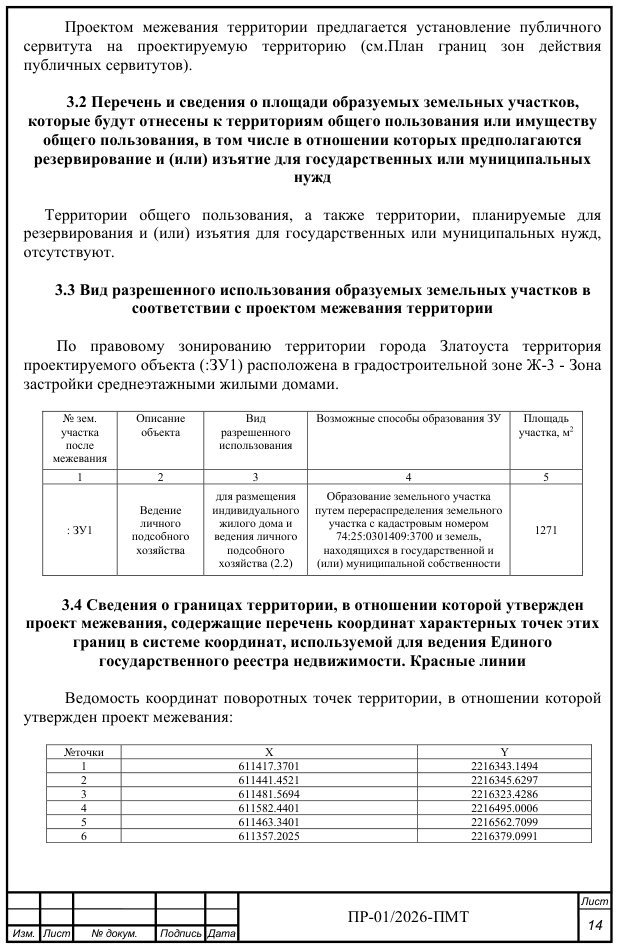 Проектом межевания территории предлагается установление публичного
сервитута на проектируемую территорию (см.План границ зон действия
публичных сервитутов).
3.2 Перечень и сведения о площади образуемых земельных участков,
которые будут отнесены к территориям общего пользования или имуществу
общего пользования, в том числе в отношении которых предполагаются
резервирование и (или) изъятие для государственных или муниципальных
нужд
Территории общего пользования, а также территории, планируемые для
резервирования и (или) изъятия для государственных или муниципальных нужд,
отсутствуют.
3.3 Вид разрешенного использования образуемых земельных участков в
соответствии с проектом межевания территории
По правовому зонированию территории города Златоуста территория
проектируемого объекта (:ЗУ1) расположена в градостроительной зоне Ж-3 - Зона
застройки среднеэтажными жилыми домами.
№ зем.
участка
после
межевания
Описание
объекта
Вид
разрешенного
использования
Возможные способы образования ЗУ
Площадь
участка, м²
1 2 3 4 5
: ЗУ1
Ведение
личного
подсобного
хозяйства
для размещения
индивидуального
жилого дома и
ведения личного
подсобного
хозяйства (2.2)
Образование земельного участка
путем перераспределения земельного
участка с кадастровым номером
74:25:0301409:3700 и земель,
находящихся в государственной и
(или) муниципальной собственности
1271
3.4 Сведения о границах территории, в отношении которой утвержден
проект межевания, содержащие перечень координат характерных точек этих
границ в системе координат, используемой для ведения Единого
государственного реестра недвижимости. Красные линии
Ведомость координат поворотных точек территории, в отношении которой
утвержден проект межевания:
№точки X Y
1 611417.3701 2216343.1494
2 611441.4521 2216345.6297
3 611481.5694 2216323.4286
4 611582.4401 2216495.0006
5 611463.3401 2216562.7099
6 611357.2025 2216379.0991
Изм. Лист № докум. Подпись Дата
ПР-01/2026-ПМТ
Лист
14